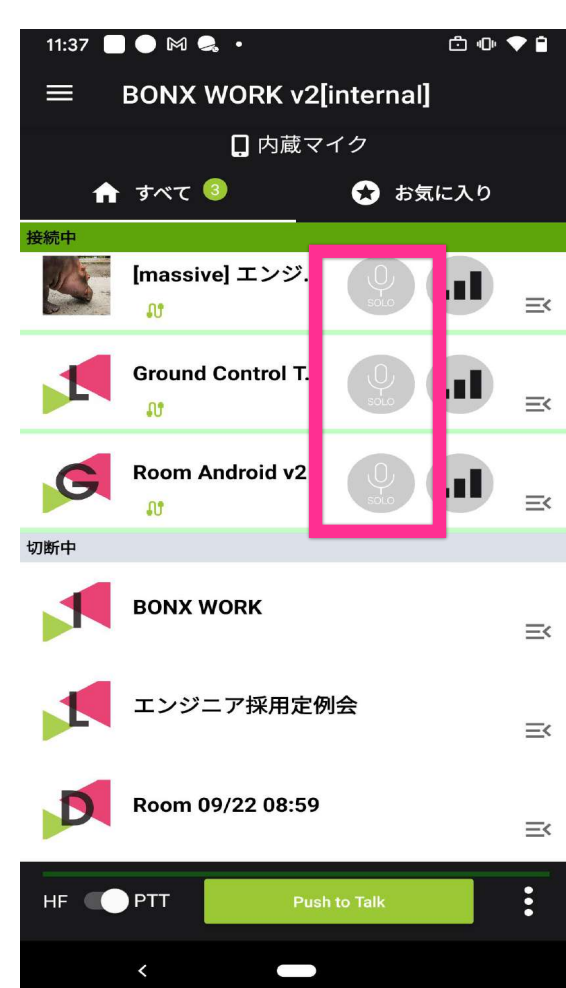 11:37
BONX WORK v2[internal]
内蔵マイク
すべて 3 お気に入り
接続中
[massive] エンジ.
SOLO
L
Ground Control T.
SOLO
G
Room Android v2
SOLO
切断中
I
BONX WORK
L
エンジニア採用定例会
D
Room 09/22 08:59
HF PTT Push to Talk